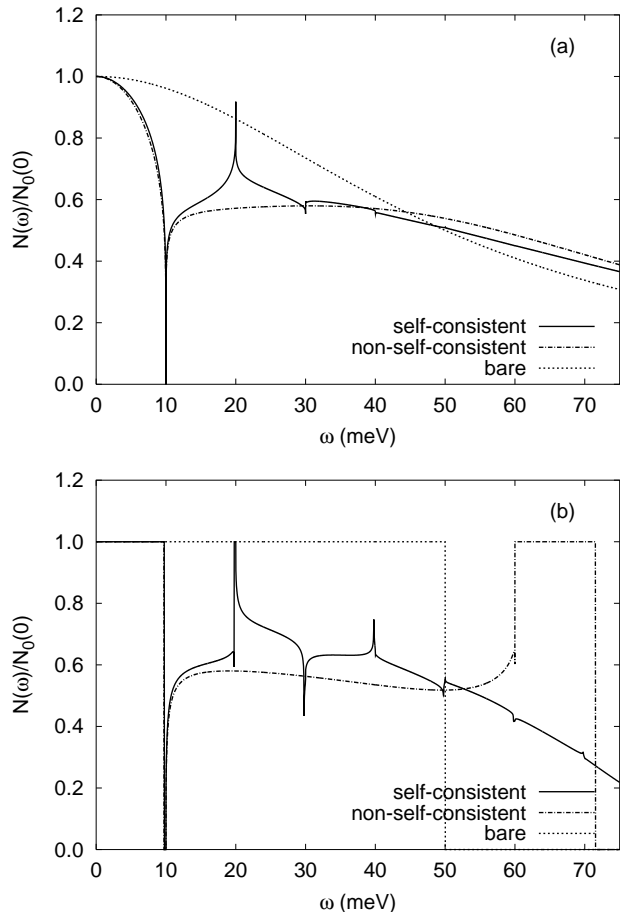 (a)
N(ω)/N₀(0)
1.2
1.0
0.8
0.6
0.4
0.2
0.0
self-consistent
non-self-consistent
bare
0 10 20 30 40 50 60 70
ω (meV)
(b)
N(ω)/N₀(0)
1.2
1.0
0.8
0.6
0.4
0.2
0.0
self-consistent
non-self-consistent
bare
0 10 20 30 40 50 60 70
ω (meV)